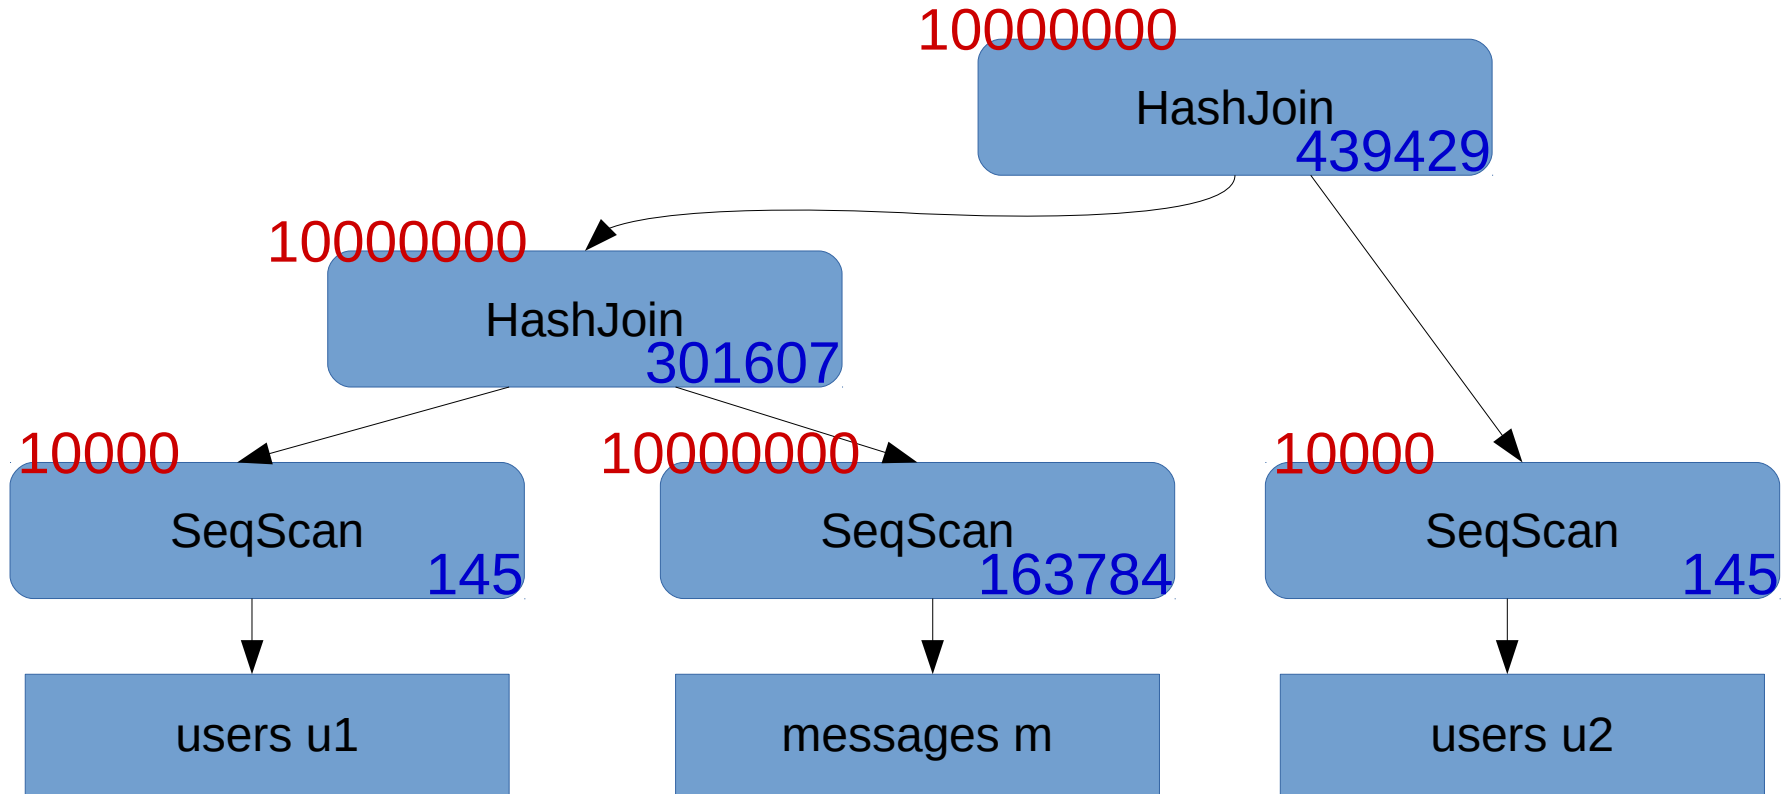 10000000
HashJoin
439429
10000000
HashJoin
301607
10000
SeqScan
145
10000000
SeqScan
163784
10000
SeqScan
145
users u1
messages m
users u2